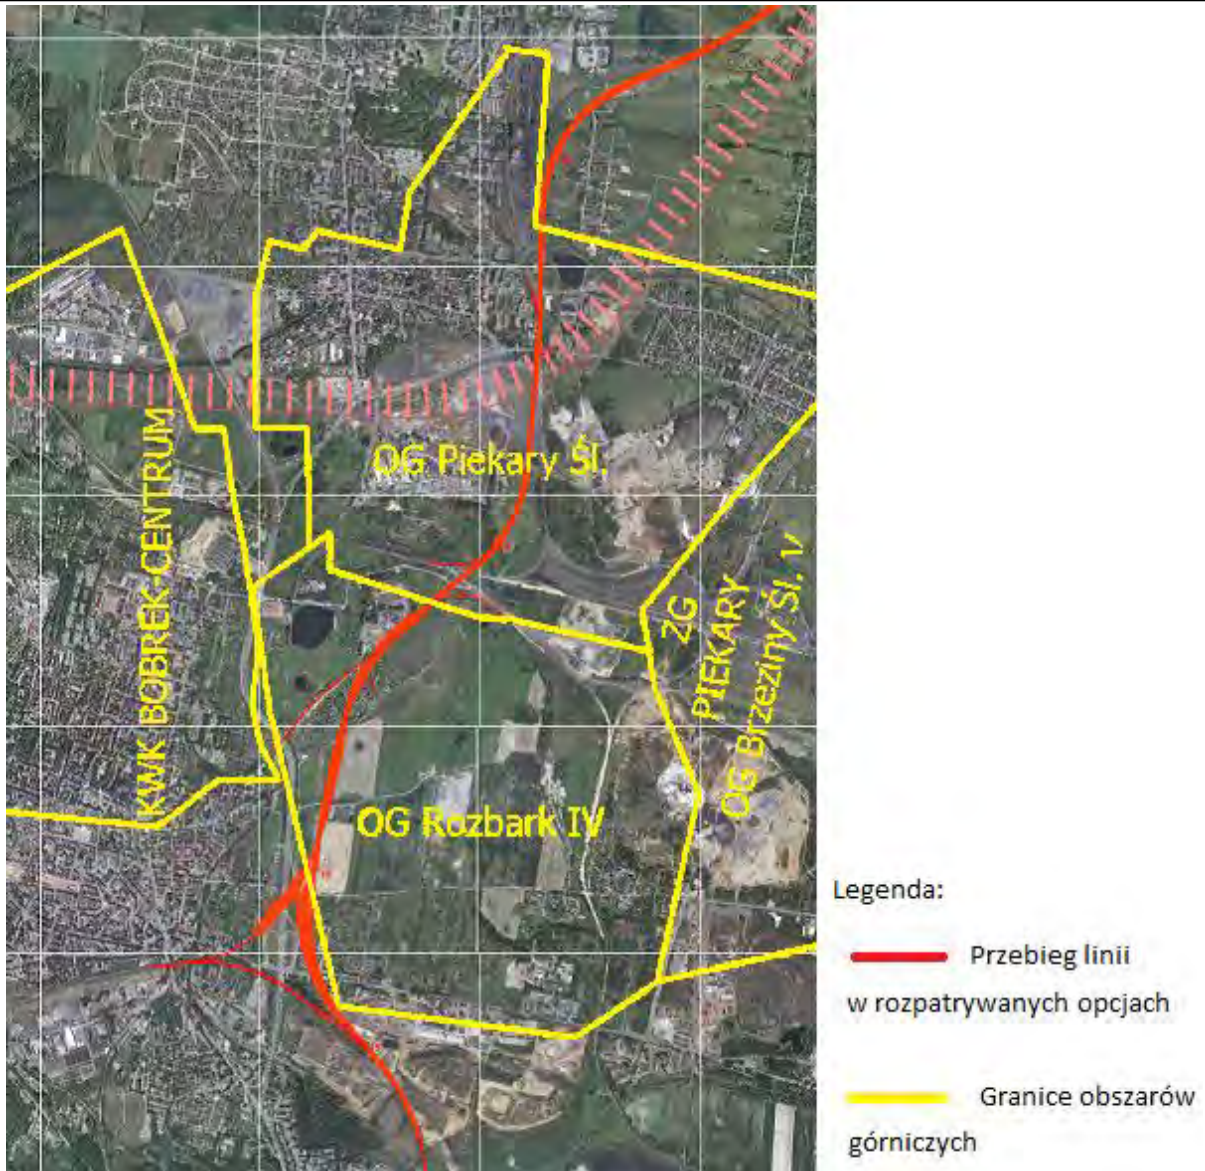 OG Piekary Śl.
KWK BOBREK-CENTRUM
ZG
PIEKARY
OG Brzeziny Śl. V
OG Rozbark IV
Legenda:
Przebieg linii
w rozpatrywanych opcjach
Granice obszarów
górniczych